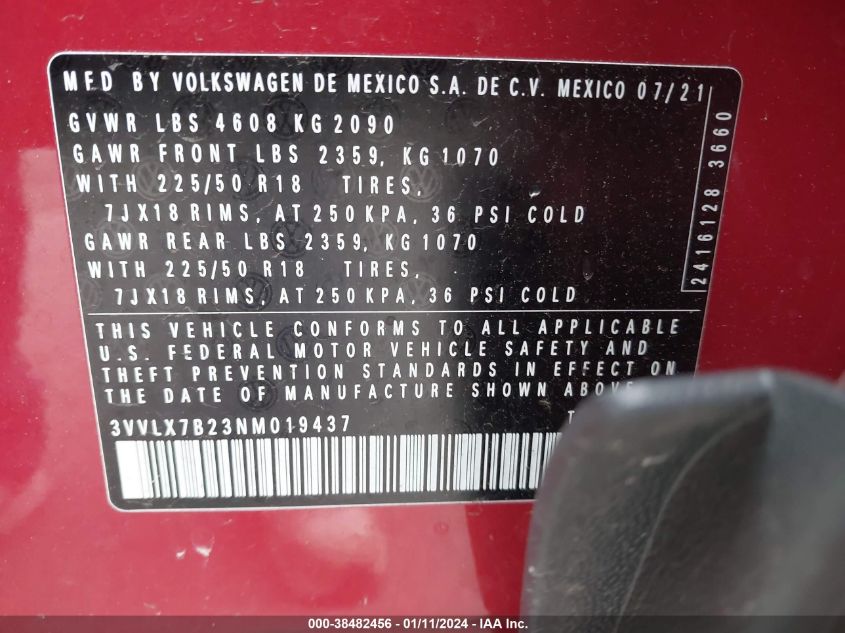 MFD BY VOLKSWAGEN DE MEXICO S.A. DE C.V. MEXICO 07/21
GVWR LBS 4608 KG 2090
GAWR FRONT LBS 2359, KG 1070
WITH 225/50 R18 TIRES,
7JX18 RIMS, AT 250 KPA, 36 PSI COLD
GAWR REAR LBS 2359, KG 1070
WITH 225/50 R18 TIRES,
7JX18 RIMS, AT 250 KPA, 36 PSI COLD
2416128 3660
THIS VEHICLE CONFORMS TO ALL APPLICABLE
U.S. FEDERAL MOTOR VEHICLE SAFETY AND
THEFT PREVENTION STANDARDS IN EFFECT ON
THE DATE OF MANUFACTURE SHOWN ABOVE
3VVLX7B23NM019437
000-38482456 - 01/11/2024 - IAA Inc.